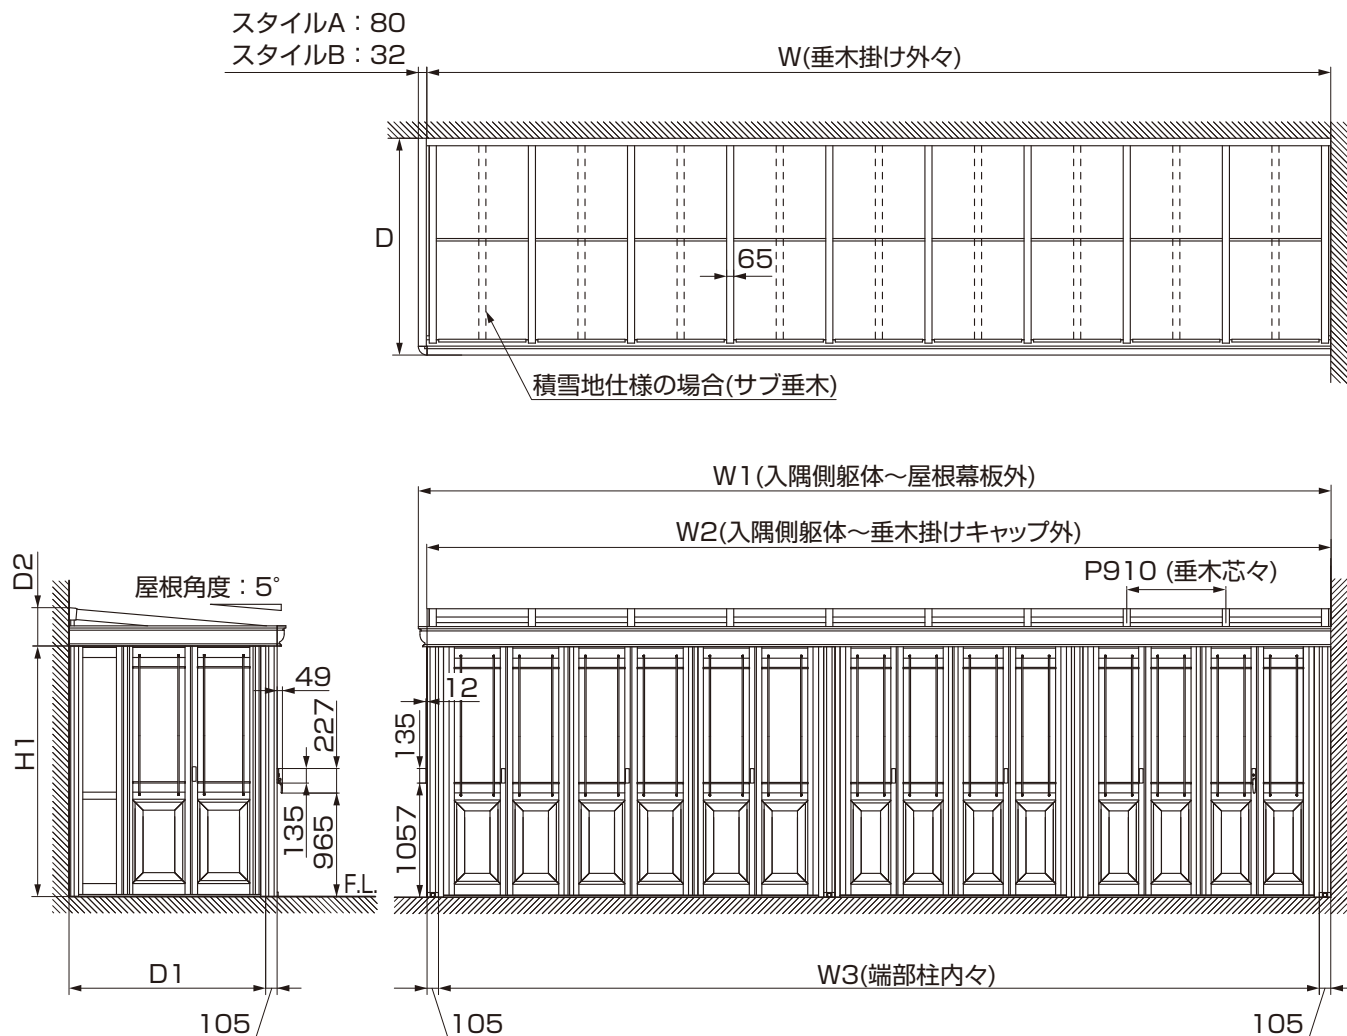 スタイルA：80
スタイルB：32
W(垂木掛け外々)
D
65
積雪地仕様の場合(サブ垂木)
W1(入隅側躯体～屋根幕板外)
W2(入隅側躯体～垂木掛けキャップ外)
P910 (垂木芯々)
D2
屋根角度：5°
49
227
12
135
H1
135
965
1057
F.L.
D1
W3(端部柱内々)
105
105
105